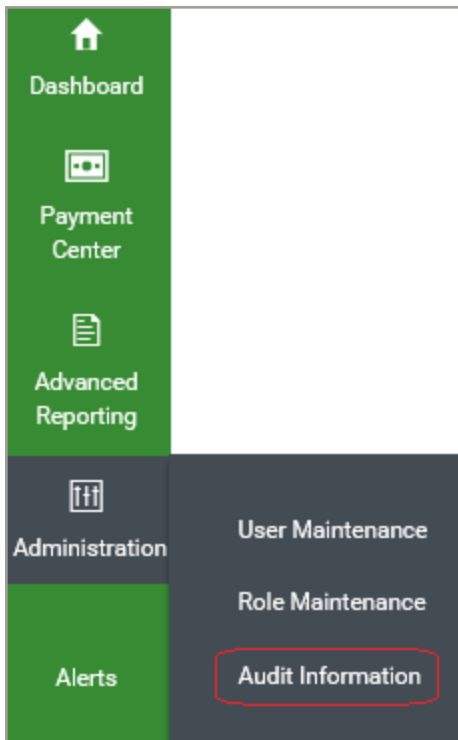 Dashboard
Payment
Center
Advanced
Reporting
Administration
User Maintenance
Role Maintenance
Audit Information
Alerts